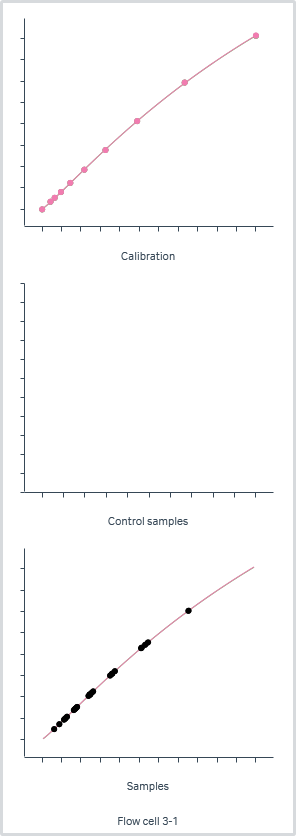 Calibration
Control samples
Samples
Flow cell 3-1